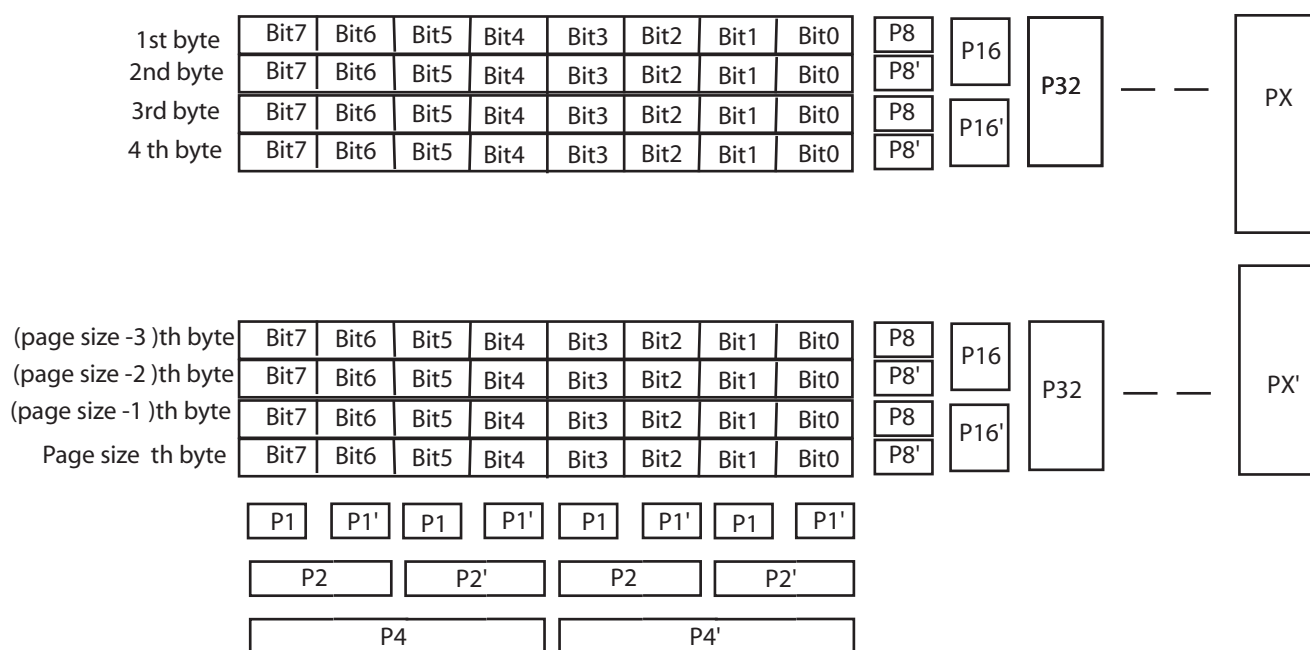 1st byte Bit7 Bit6 Bit5 Bit4 Bit3 Bit2 Bit1 Bit0 P8 P16 P32 PX
2nd byte Bit7 Bit6 Bit5 Bit4 Bit3 Bit2 Bit1 Bit0 P8'
3rd byte Bit7 Bit6 Bit5 Bit4 Bit3 Bit2 Bit1 Bit0 P8 P16'
4 th byte Bit7 Bit6 Bit5 Bit4 Bit3 Bit2 Bit1 Bit0 P8'
(page size -3 )th byte Bit7 Bit6 Bit5 Bit4 Bit3 Bit2 Bit1 Bit0 P8 P16 P32 PX'
(page size -2 )th byte Bit7 Bit6 Bit5 Bit4 Bit3 Bit2 Bit1 Bit0 P8'
(page size -1 )th byte Bit7 Bit6 Bit5 Bit4 Bit3 Bit2 Bit1 Bit0 P8 P16'
Page size th byte Bit7 Bit6 Bit5 Bit4 Bit3 Bit2 Bit1 Bit0 P8'
P1 P1' P1 P1' P1 P1' P1 P1'
P2 P2' P2 P2'
P4 P4'